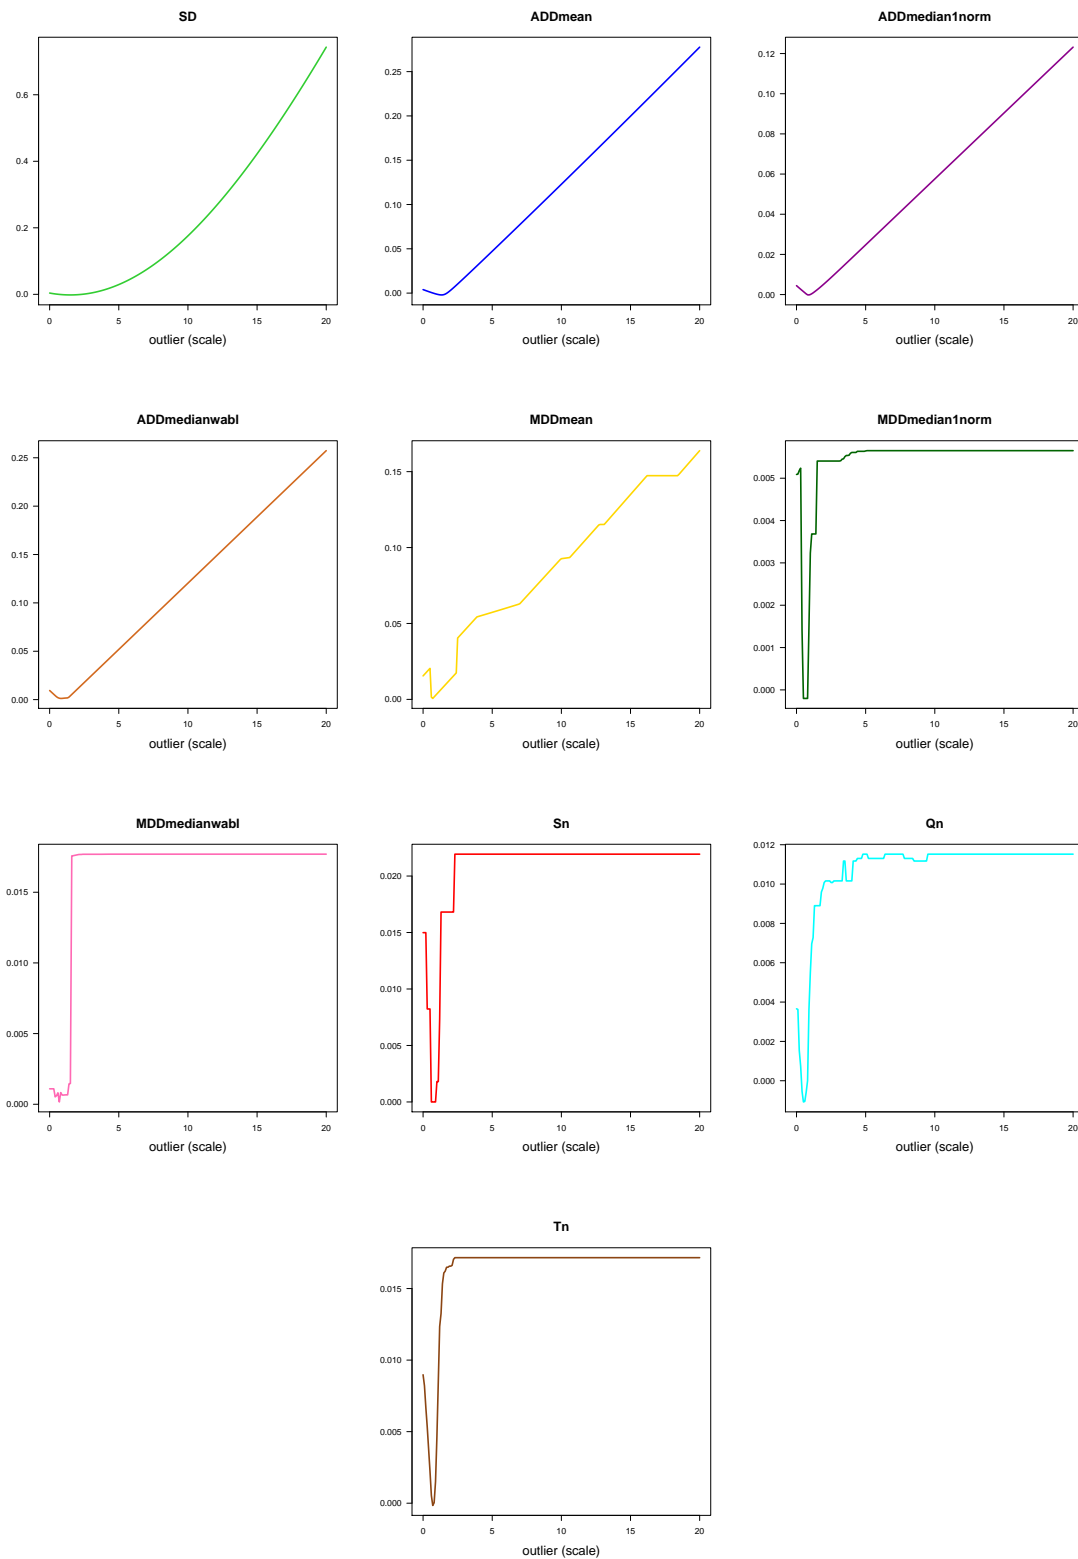 SD
0.6
0.4
0.2
0.0
0 5 10 15 20
outlier (scale)
ADDmean
0.25
0.20
0.15
0.10
0.05
0.00
0 5 10 15 20
outlier (scale)
ADDmedian1norm
0.12
0.10
0.08
0.06
0.04
0.02
0.00
0 5 10 15 20
outlier (scale)
ADDmedianwabl
0.25
0.20
0.15
0.10
0.05
0.00
0 5 10 15 20
outlier (scale)
MDDmean
0.15
0.10
0.05
0.00
0 5 10 15 20
outlier (scale)
MDDmedian1norm
0.005
0.004
0.003
0.002
0.001
0.000
0 5 10 15 20
outlier (scale)
MDDmedianwabl
0.015
0.010
0.005
0.000
0 5 10 15 20
outlier (scale)
Sn
0.020
0.015
0.010
0.005
0.000
0 5 10 15 20
outlier (scale)
Qn
0.012
0.010
0.008
0.006
0.004
0.002
0.000
0 5 10 15 20
outlier (scale)
Tn
0.015
0.010
0.005
0.000
0 5 10 15 20
outlier (scale)